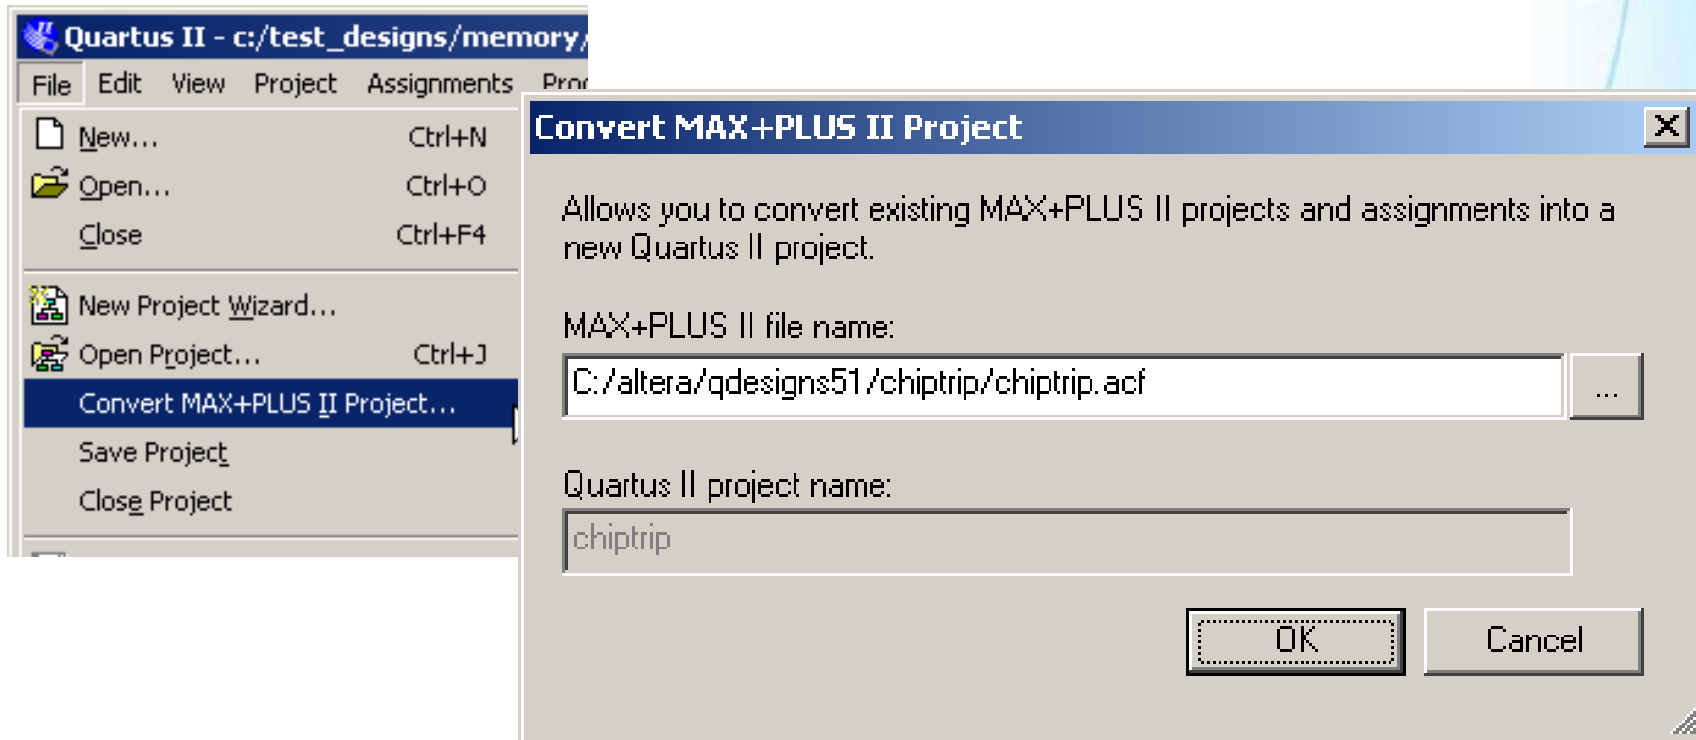 Quartus II - c:/test_designs/memory/
File Edit View Project Assignments
New... Ctrl+N
Open... Ctrl+O
Close Ctrl+F4
New Project Wizard...
Open Project... Ctrl+J
Convert MAX+PLUS II Project...
Save Project
Close Project
Convert MAX+PLUS II Project
Allows you to convert existing MAX+PLUS II projects and assignments into a
new Quartus II project.
MAX+PLUS II file name:
C:/altera/qdesigns51/chiptrip/chiptrip.acf
...
Quartus II project name:
chiptrip
OK Cancel